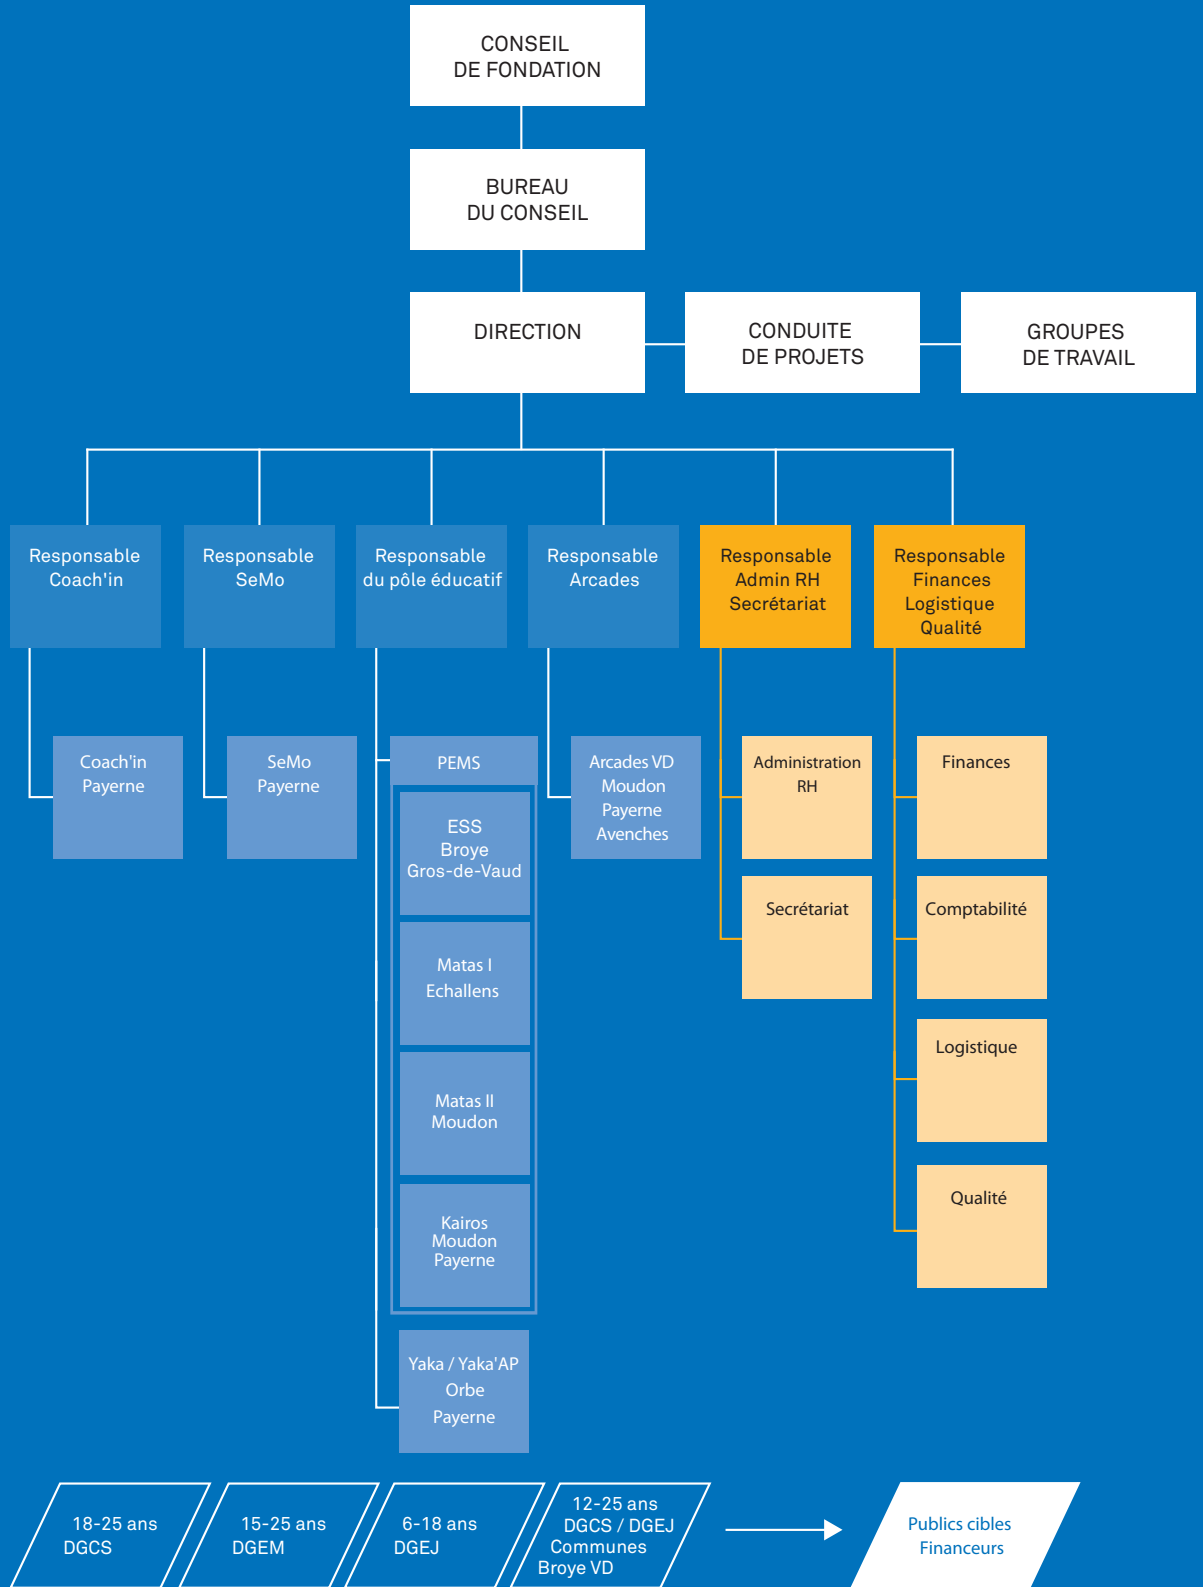 CONSEIL
DE FONDATION
BUREAU
DU CONSEIL
DIRECTION
CONDUITE
DE PROJETS
GROUPES
DE TRAVAIL
Responsable
Coach'in
Responsable
SeMo
Responsable
du pôle éducatif
Responsable
Arcades
Responsable
Admin RH
Secrétariat
Responsable
Finances
Logistique
Qualité
Coach'in
Payerne
SeMo
Payerne
PEMS
ESS
Broye
Gros-de-Vaud
Matas I
Echallens
Matas II
Moudon
Kairos
Moudon
Payerne
Yaka / Yaka'AP
Orbe
Payerne
Arcades VD
Moudon
Payerne
Avenches
Administration
RH
Secrétariat
Finances
Comptabilité
Logistique
Qualité
18-25 ans
DGCS
15-25 ans
DGEM
6-18 ans
DGEJ
12-25 ans
DGCS / DGEJ
Communes
Broye VD
Publics cibles
Financeurs